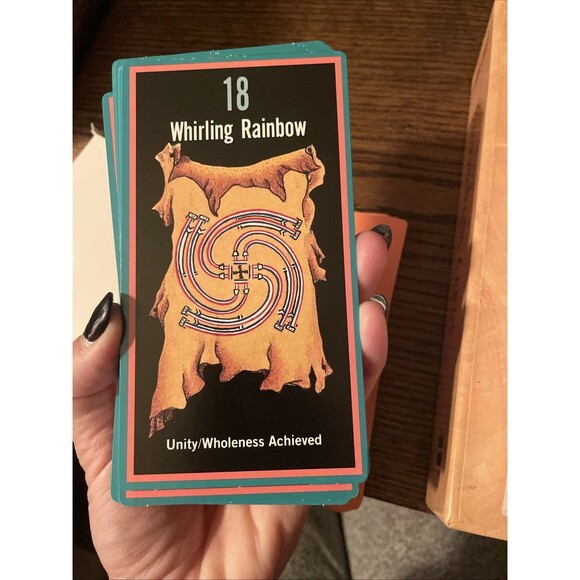 18
Whirling Rainbow
Unity/Wholeness Achieved